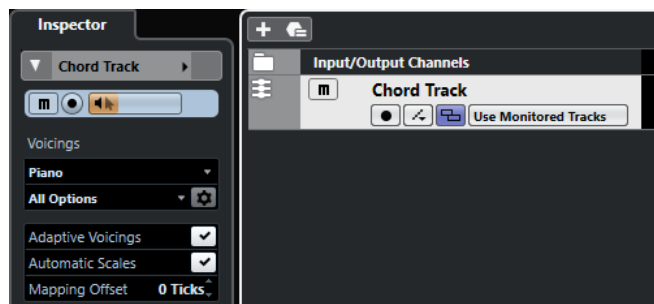 Inspector
Chord Track
m
Voicings
Piano
All Options
Adaptive Voicings
Automatic Scales
Mapping Offset 0 Ticks
Input/Output Channels
m Chord Track
Use Monitored Tracks